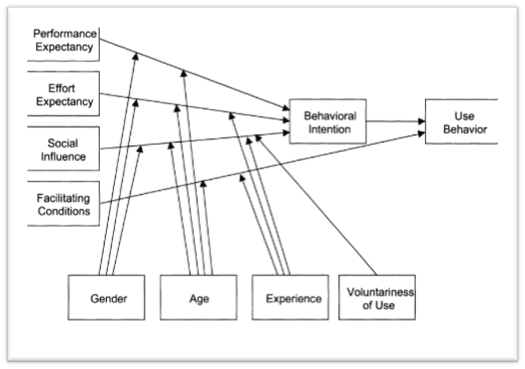 Performance
Expectancy
Effort
Expectancy
Social
Influence
Facilitating
Conditions
Behavioral
Intention
Use
Behavior
Gender
Age
Experience
Voluntariness
of Use